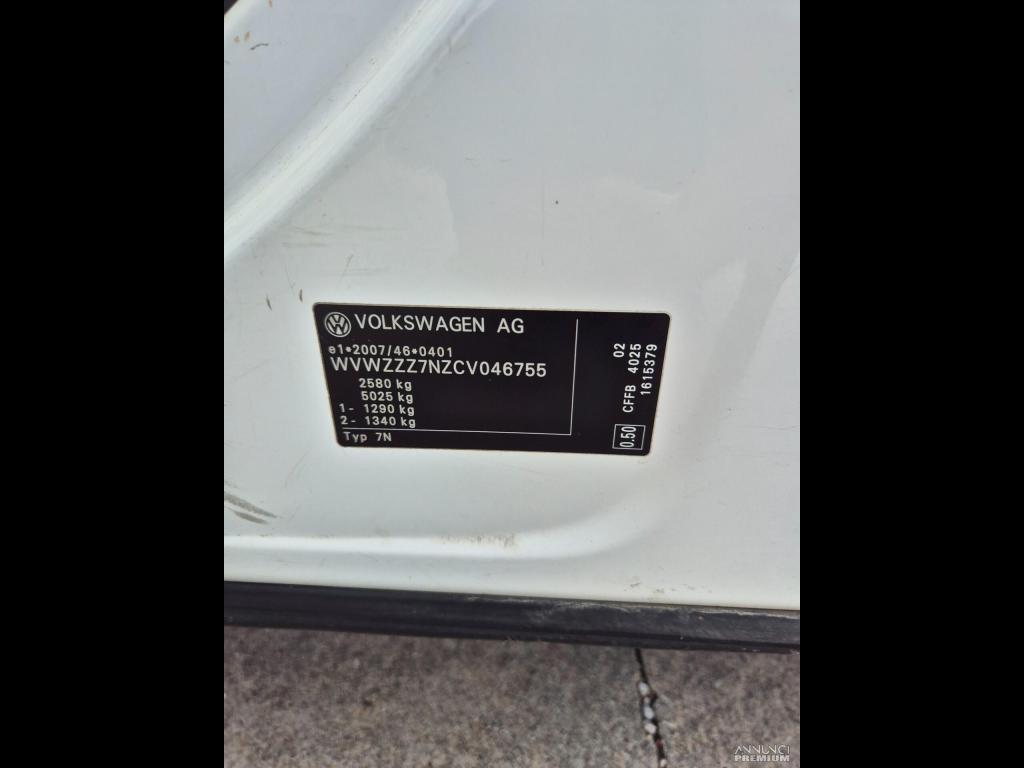 VOLKSWAGEN AG
e1*2007/46*0401
WVWZZZ7NZCV046755
2580 kg
5025 kg
1- 1290 kg
2- 1340 kg
Typ 7N
02
CFFB 4025
1615379
0.50
ANNUNCI
PREMIUM